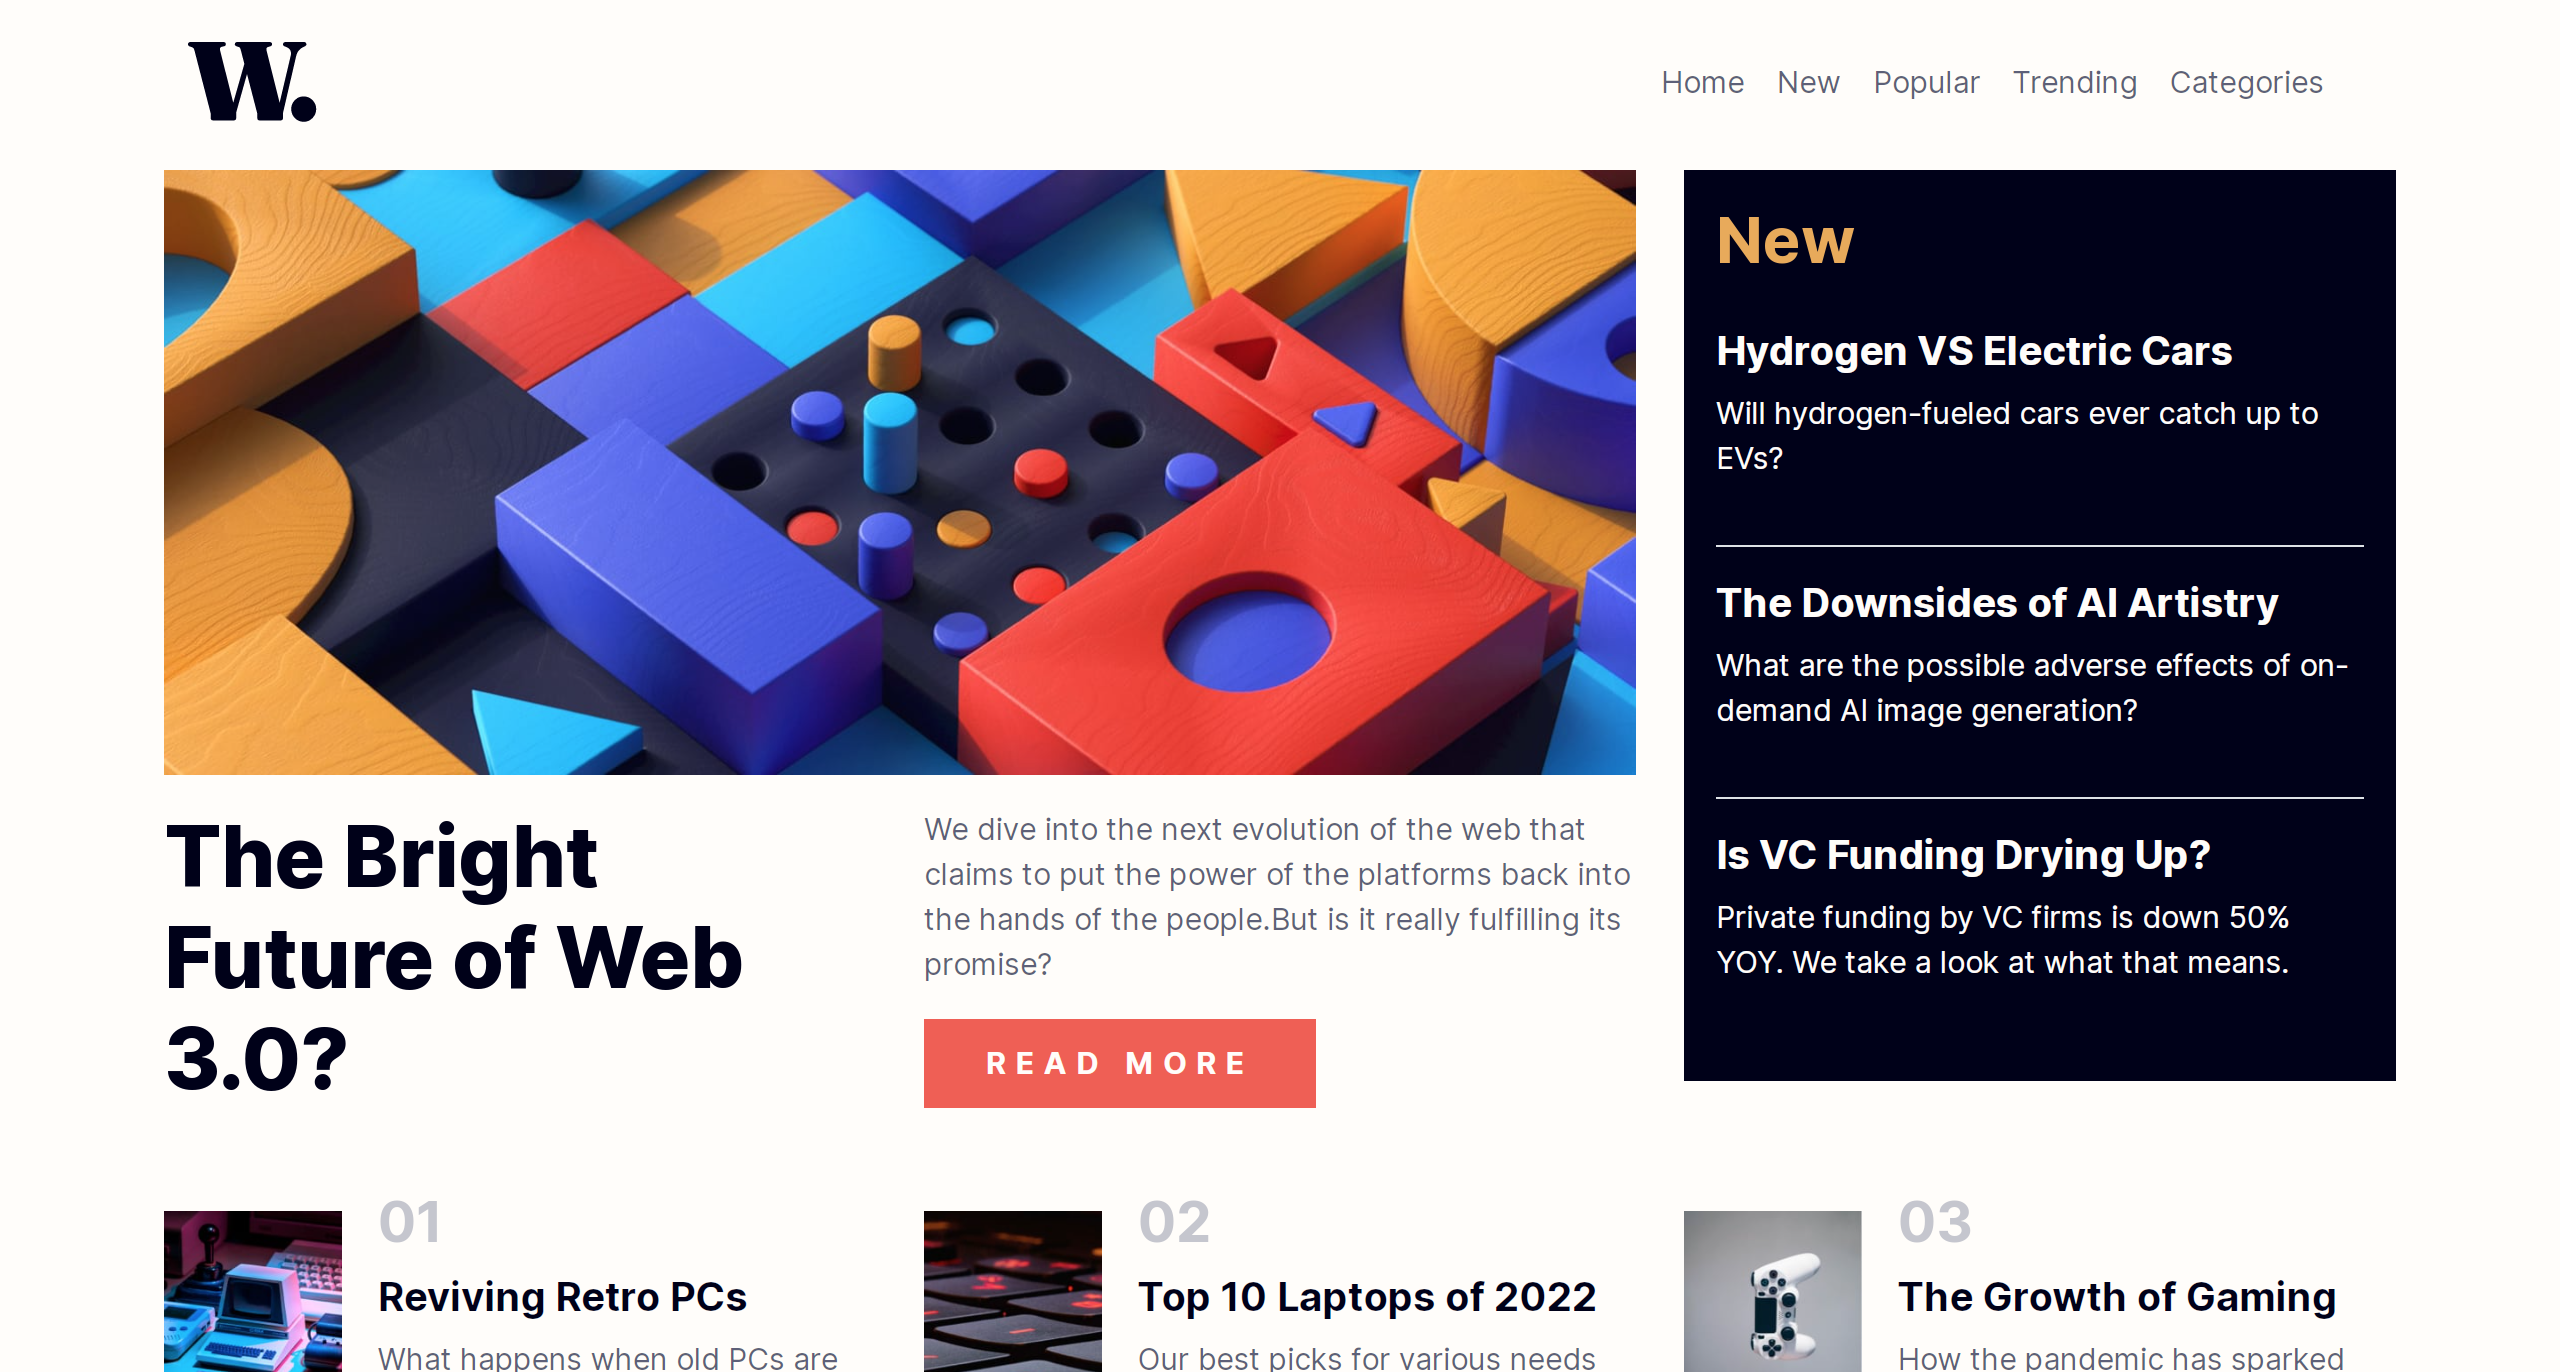 W.
Home New Popular Trending Categories
The Bright
Future of Web
3.0?
We dive into the next evolution of the web that
claims to put the power of the platforms back into
the hands of the people.But is it really fulfilling its
promise?
READ MORE
New
Hydrogen VS Electric Cars
Will hydrogen-fueled cars ever catch up to
EVs?
The Downsides of AI Artistry
What are the possible adverse effects of on-
demand AI image generation?
Is VC Funding Drying Up?
Private funding by VC firms is down 50%
YOY. We take a look at what that means.
01
Reviving Retro PCs
What happens when old PCs are
02
Top 10 Laptops of 2022
Our best picks for various needs
03
The Growth of Gaming
How the pandemic has sparked